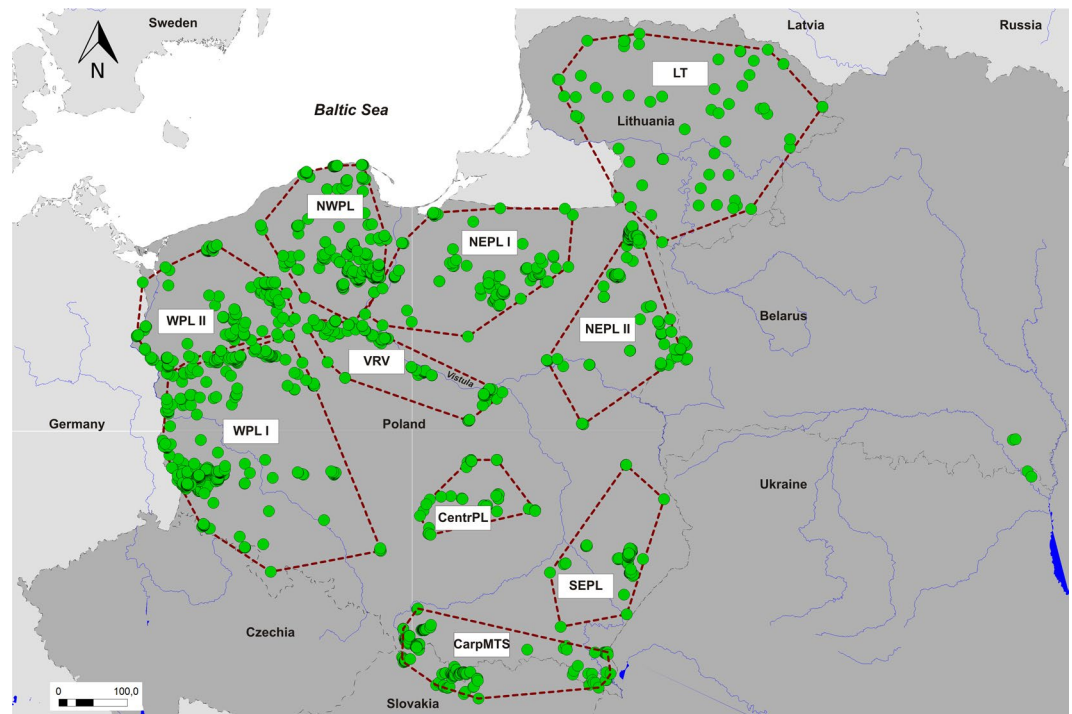 Sweden
Latvia
Russia
N
LT
Baltic Sea
Lithuania
NWPL
NEPL I
WPL II
NEPL II
Belarus
VRV
Vistula
Germany
WPL I
Poland
Ukraine
CentrPL
SEPL
Czechia
CarpMTS
0
100,0
Slovakia